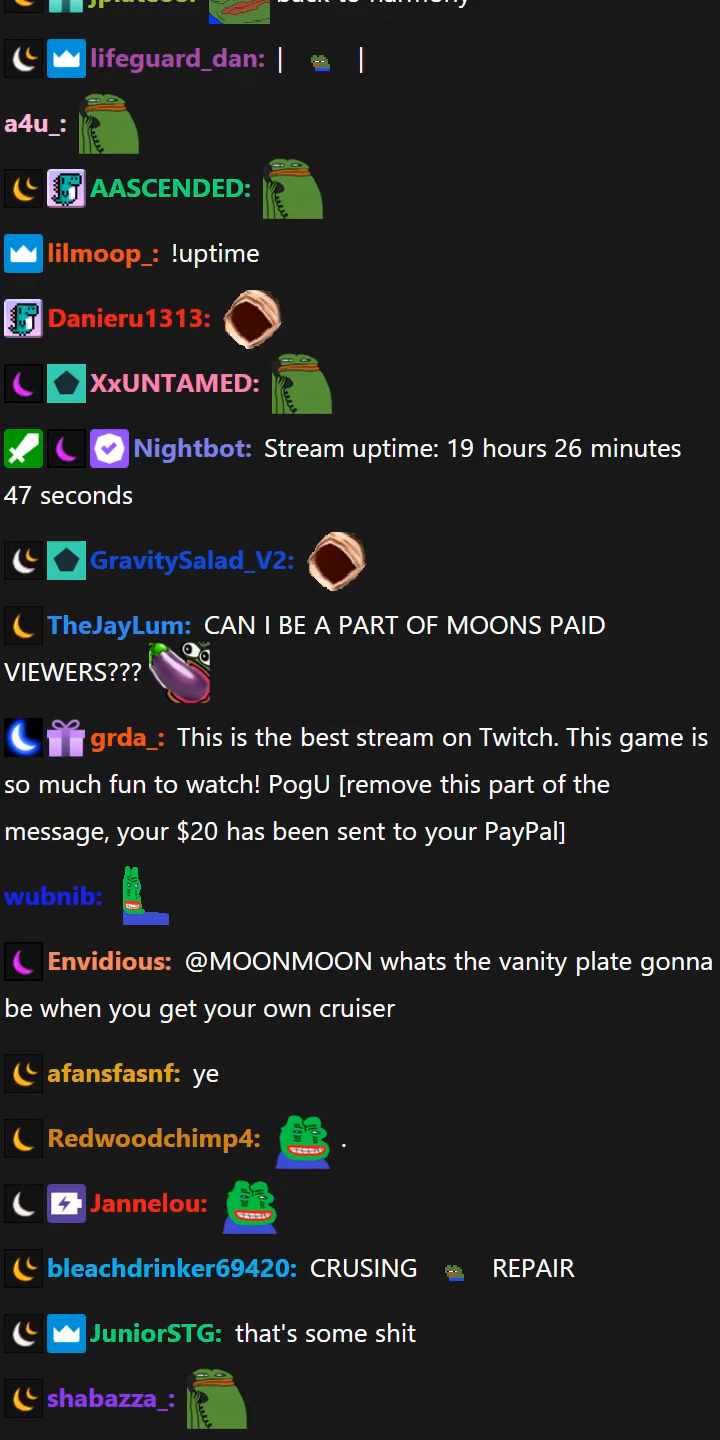 back to harmony
lifeguard_dan: | |
a4u_:
AASCENDED:
lilmoop_: !uptime
Danieru1313:
XxUNTAMED:
Nightbot: Stream uptime: 19 hours 26 minutes
47 seconds
GravitySalad_V2:
TheJayLum: CAN I BE A PART OF MOONS PAID
VIEWERS???
grda_: This is the best stream on Twitch. This game is
so much fun to watch! PogU [remove this part of the
message, your $20 has been sent to your PayPal]
wubnib:
Envidious: @MOONMOON whats the vanity plate gonna
be when you get your own cruiser
afansfasnf: ye
Redwoodchimp4: .
Jannelou:
bleachdrinker69420: CRUSING REPAIR
JuniorSTG: that's some shit
shabazza_: